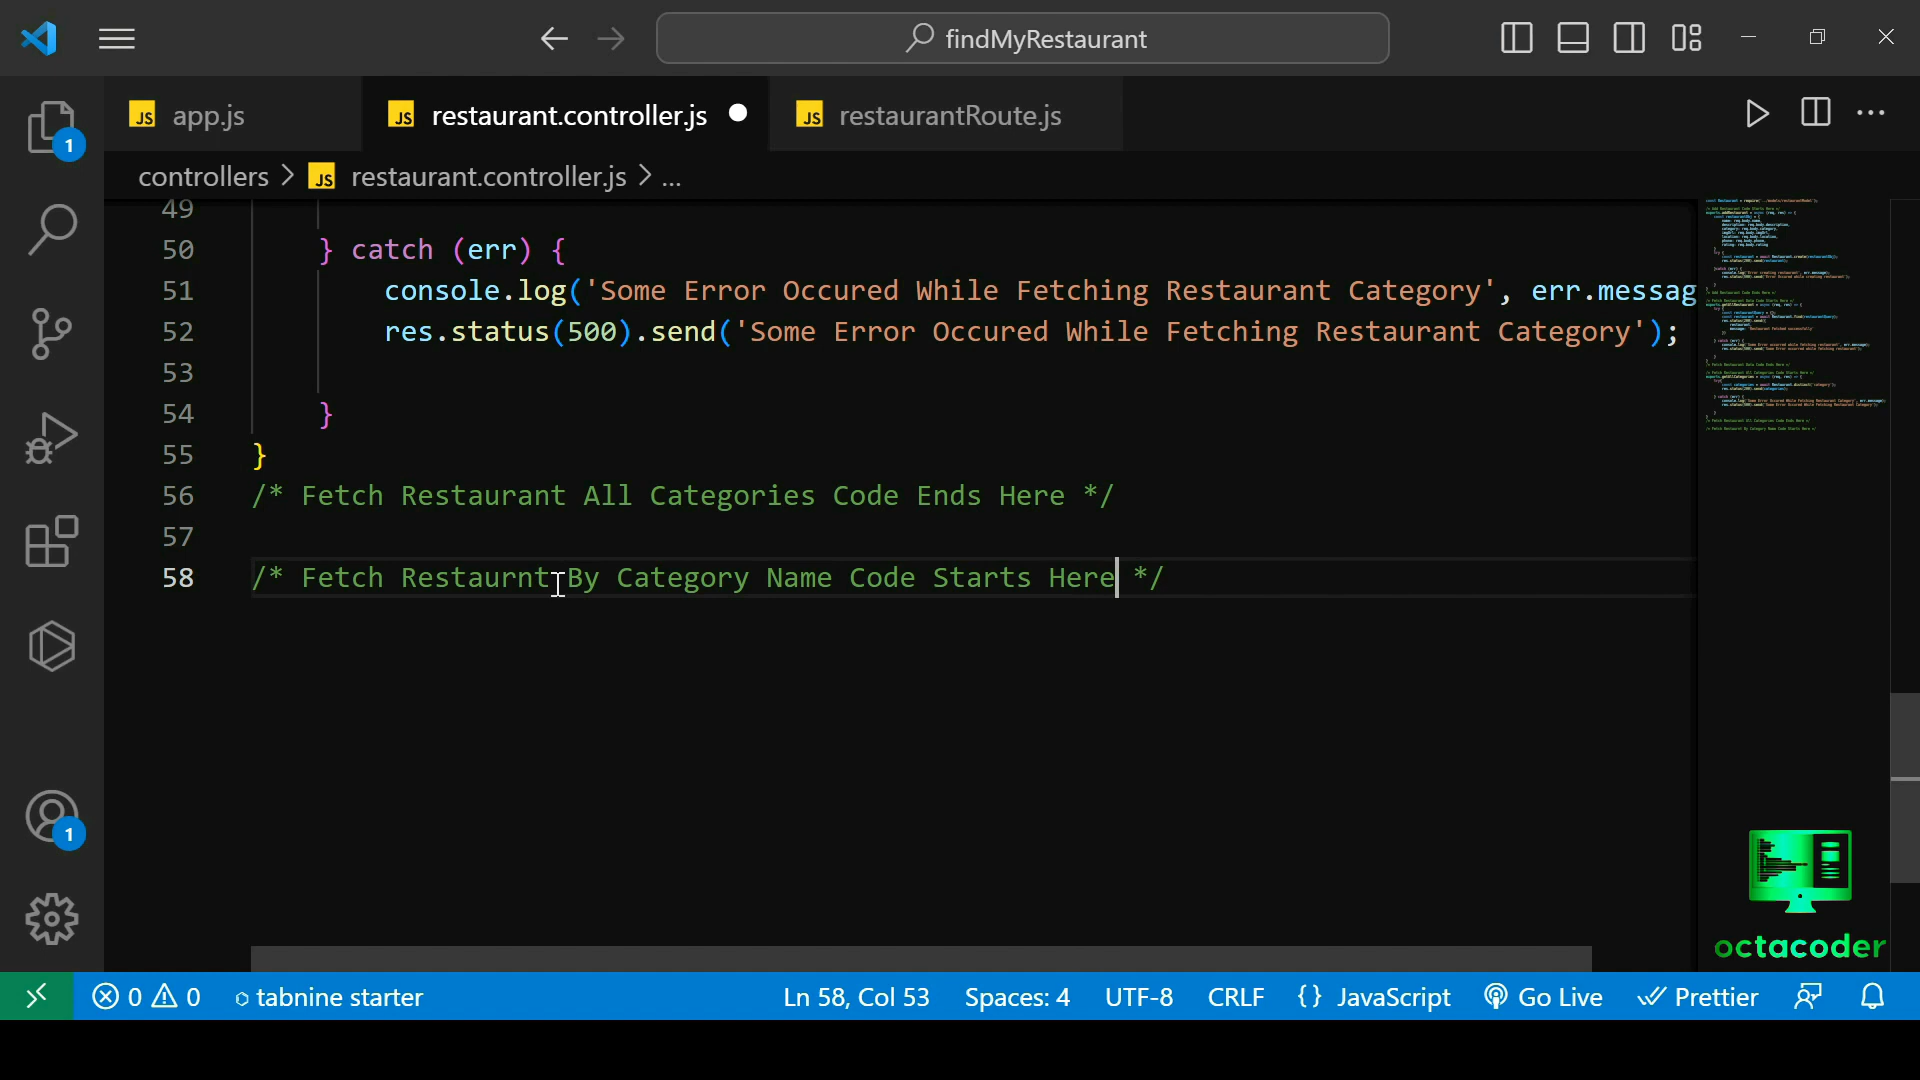 findMyRestaurant
JS app.js
JS restaurant.controller.js
JS restaurantRoute.js
controllers > JS restaurant.controller.js > ...
1
49
50 } catch (err) {
51 console.log('Some Error Occured While Fetching Restaurant Category', err.messag
52 res.status(500).send('Some Error Occured While Fetching Restaurant Category');
53
54 }
55 }
56 /* Fetch Restaurant All Categories Code Ends Here */
57
58 /* Fetch Restaurnt By Category Name Code Starts Here */
1
octacoder
0 0 tabnine starter Ln 58, Col 53 Spaces: 4 UTF-8 CRLF {} JavaScript Go Live Prettier